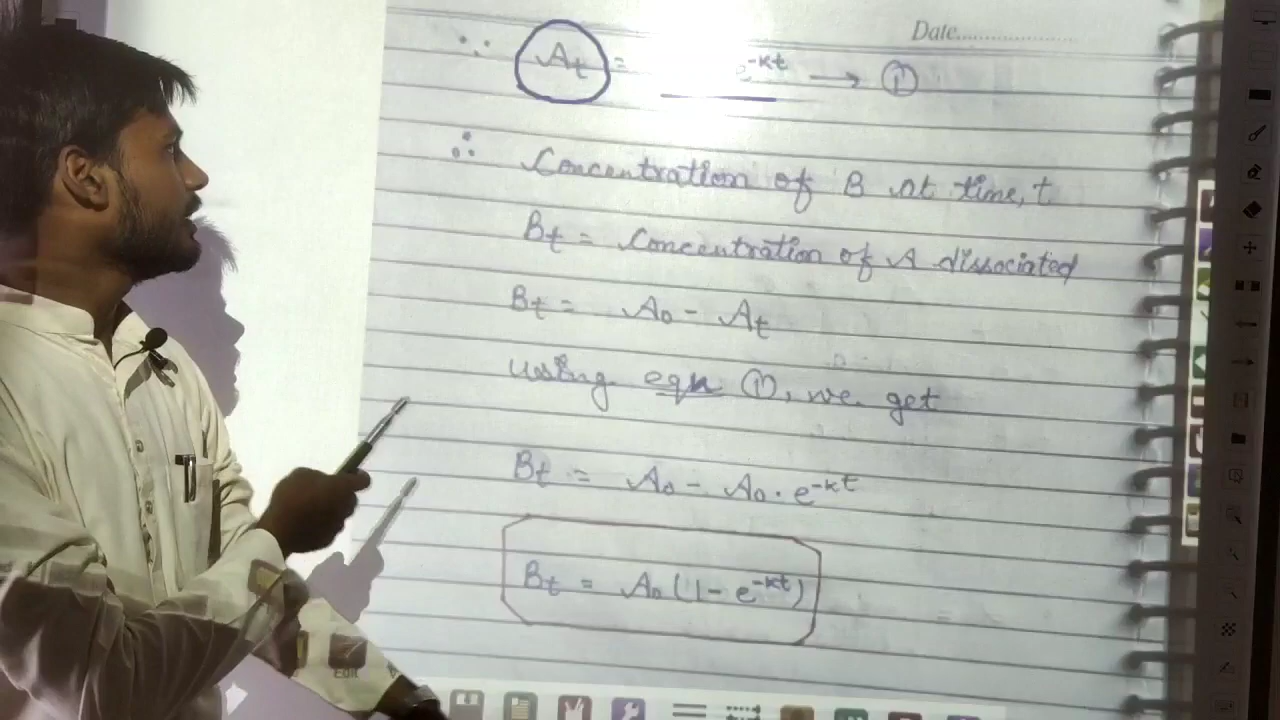 Date....................
∴ At = e^-kt → ①
∴ Concentration of B at time, t
Bt = Concentration of A dissociated
Bt = A₀ - At
using eqn ①, we get
Bt = A₀ - A₀ · e^-kt
Bt = A₀ (1 - e^-kt)
Edit